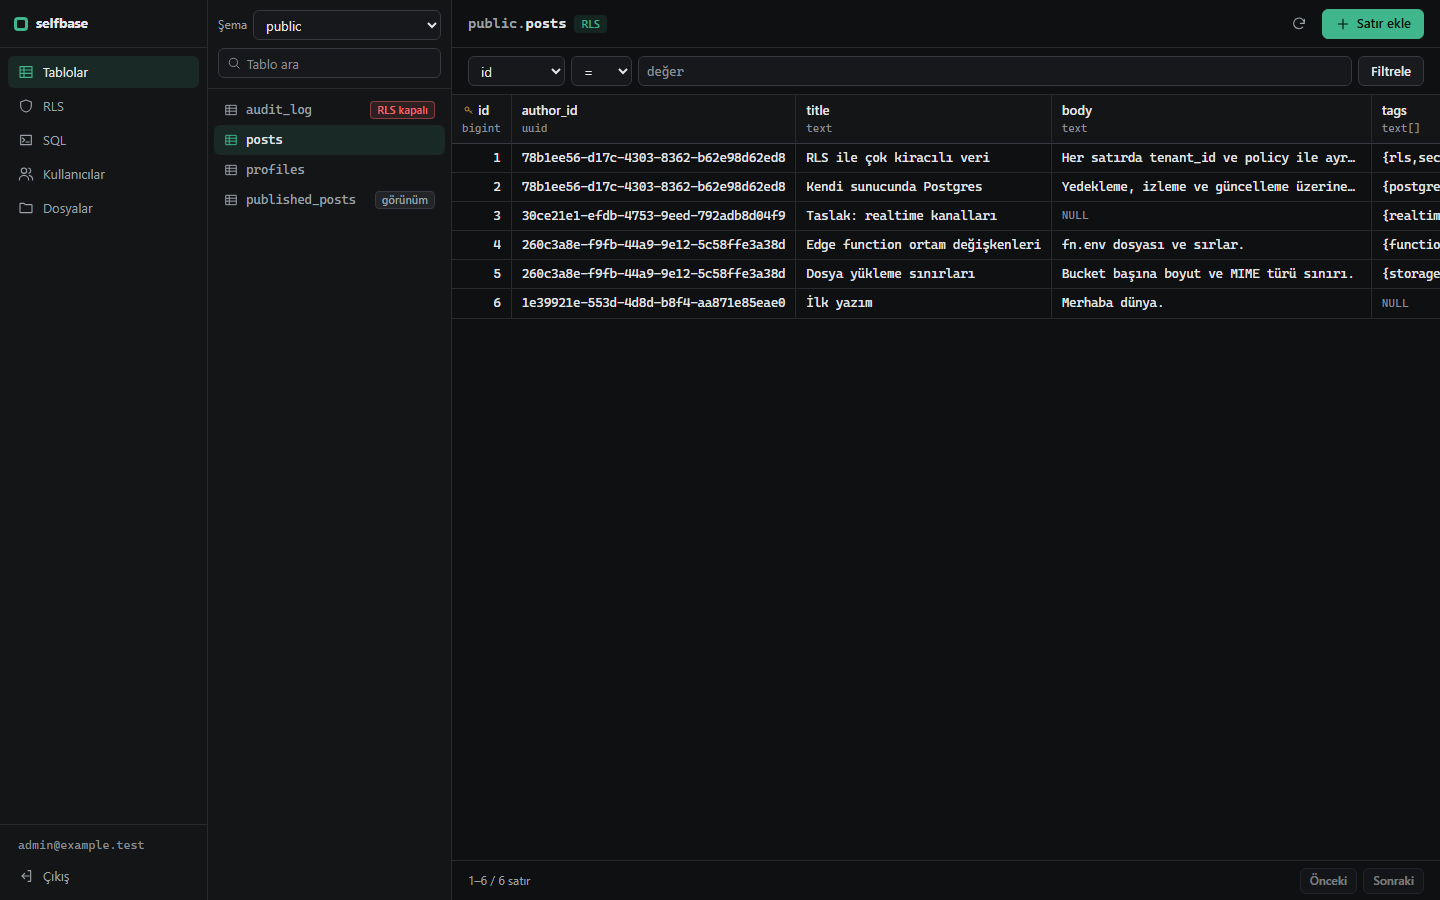 selfbase
Tablolar
RLS
SQL
Kullanıcılar
Dosyalar
admin@example.test
Çıkış
Şema public
Tablo ara
audit_log RLS kapalı
posts
profiles
published_posts görünüm
public.posts RLS
Satır ekle
id = değer Filtrele
id author_id title body tags
bigint uuid text text text[]
1 78b1ee56-d17c-4303-8362-b62e98d62ed8 RLS ile çok kiracılı veri Her satırda tenant_id ve policy ile ayr… {rls,sec
2 78b1ee56-d17c-4303-8362-b62e98d62ed8 Kendi sunucunda Postgres Yedekleme, izleme ve güncelleme üzerine… {postgre
3 30ce21e1-efdb-4753-9eed-792adb8d04f9 Taslak: realtime kanalları NULL {realtim
4 260c3a8e-f9fb-44a9-9e12-5c58ffe3a38d Edge function ortam değişkenleri fn.env dosyası ve sırlar. {functio
5 260c3a8e-f9fb-44a9-9e12-5c58ffe3a38d Dosya yükleme sınırları Bucket başına boyut ve MIME türü sınırı. {storage
6 1e39921e-553d-4d8d-b8f4-aa871e85eae0 İlk yazım Merhaba dünya. NULL
1–6 / 6 satır
Önceki Sonraki